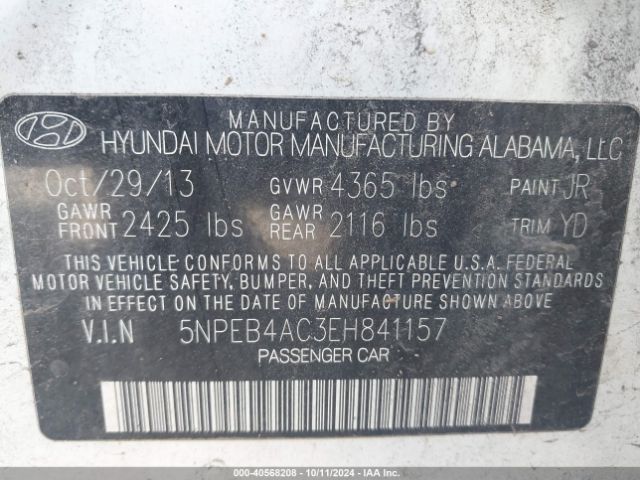 MANUFACTURED BY
HYUNDAI MOTOR MANUFACTURING ALABAMA, LLC
Oct/29/13 GVWR 4365 lbs PAINT JR
GAWR FRONT 2425 lbs GAWR REAR 2116 lbs TRIM YD
THIS VEHICLE CONFORMS TO ALL APPLICABLE U.S.A. FEDERAL
MOTOR VEHICLE SAFETY, BUMPER, AND THEFT PREVENTION STANDARDS
IN EFFECT ON THE DATE OF MANUFACTURE SHOWN ABOVE
V.I.N 5NPEB4AC3EH841157
PASSENGER CAR
000-40568208 - 10/11/2024 - IAA Inc.